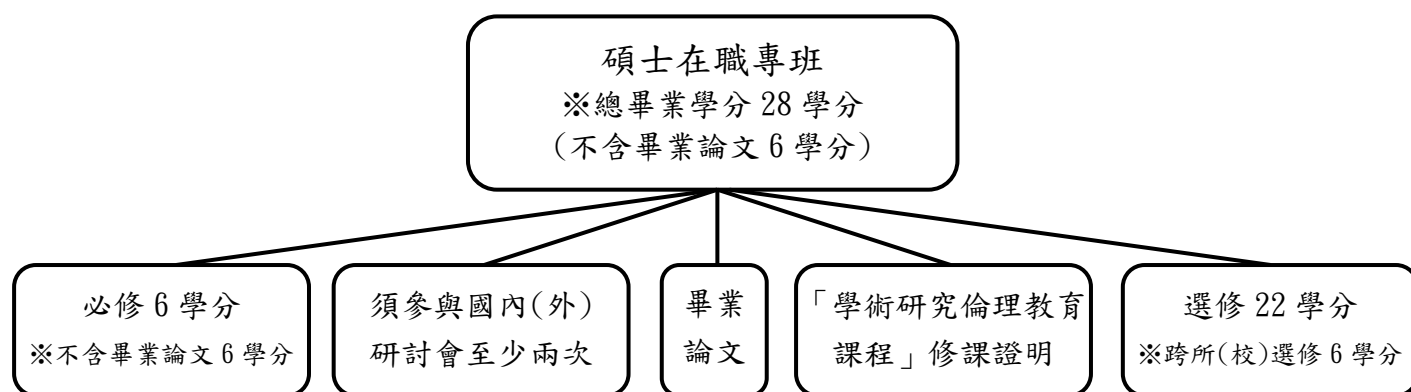 碩士在職專班
※總畢業學分 28 學分
(不含畢業論文 6 學分)
必修 6 學分
※不含畢業論文 6 學分
須參與國內(外)
研討會至少兩次
畢業
論文
「學術研究倫理教育
課程」修課證明
選修 22 學分
※跨所(校)選修 6 學分